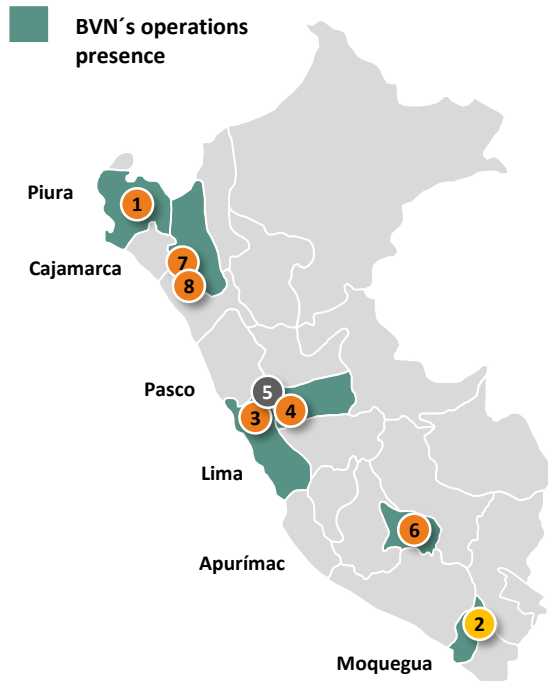 BVN´s operations
presence
Piura
1
Cajamarca
7
8
Pasco
5
3
4
Lima
6
Apurímac
2
Moquegua